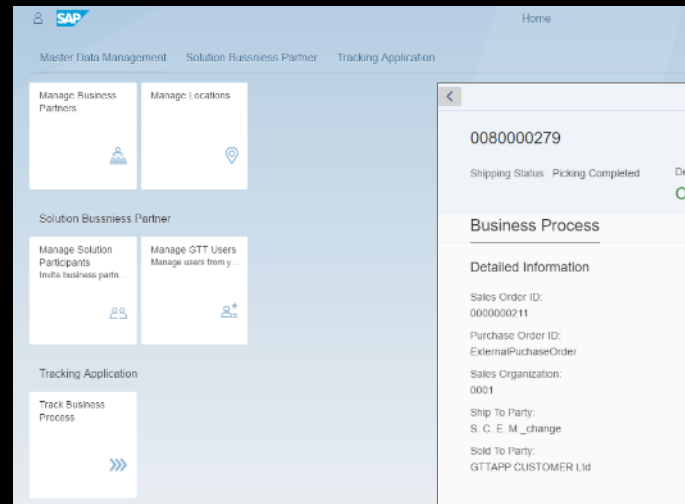 SAP
Home
Master Data Management
Solution Bussniess Partner
Tracking Application
Manage Business
Partners
Manage Locations
Solution Bussniess Partner
Manage Solution
Participants
Invite business partn...
Manage GTT Users
Manage users from y...
Tracking Application
Track Business
Process
0080000279
Shipping Status: Picking Completed
De
Business Process
Detailed Information
Sales Order ID:
0000000211
Purchase Order ID:
ExternalPuchaseOrder
Sales Organization:
0001
Ship To Party:
S. C. E. M._change
Sold To Party:
GTTAPP CUSTOMER Ltd